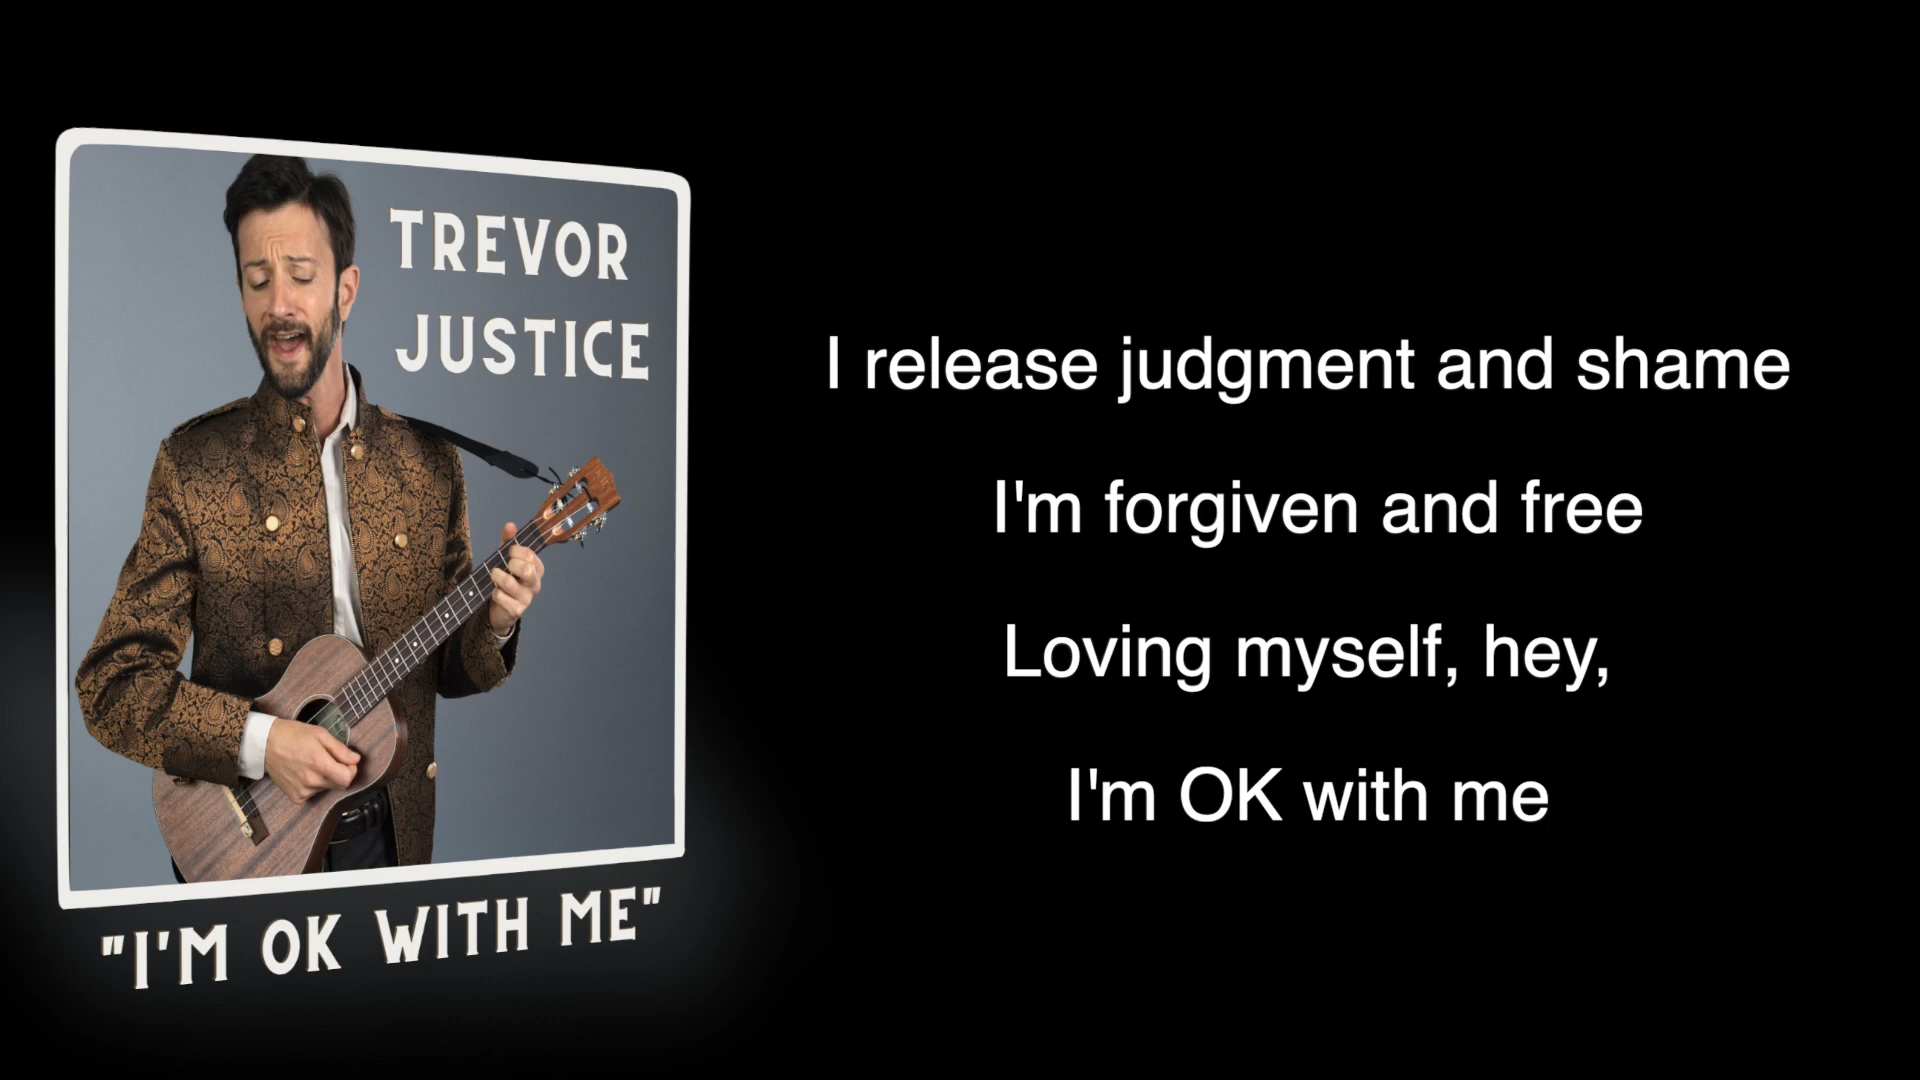 TREVOR
JUSTICE
"I'M OK WITH ME"
I release judgment and shame
I'm forgiven and free
Loving myself, hey,
I'm OK with me